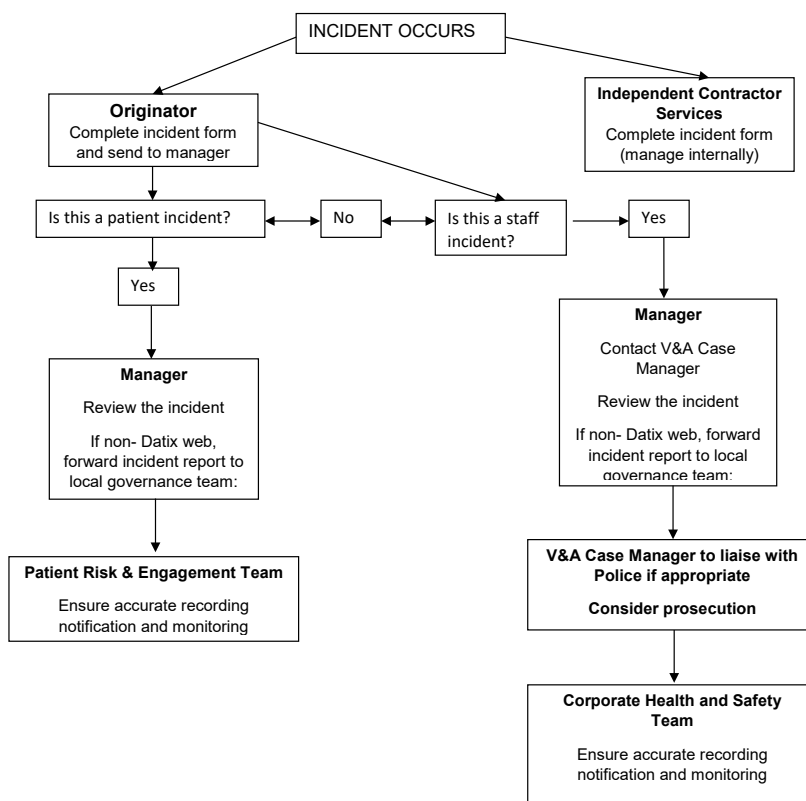 INCIDENT OCCURS
Originator
Complete incident form
and send to manager
Independent Contractor
Services
Complete incident form
(manage internally)
Is this a patient incident?
No
Is this a staff
incident?
Yes
Yes
Manager
Review the incident
If non- Datix web,
forward incident report to
local governance team:
Manager
Contact V&A Case
Manager
Review the incident
If non- Datix web, forward
incident report to local
governance team:
Patient Risk & Engagement Team
Ensure accurate recording
notification and monitoring
V&A Case Manager to liaise with
Police if appropriate
Consider prosecution
Corporate Health and Safety
Team
Ensure accurate recording
notification and monitoring